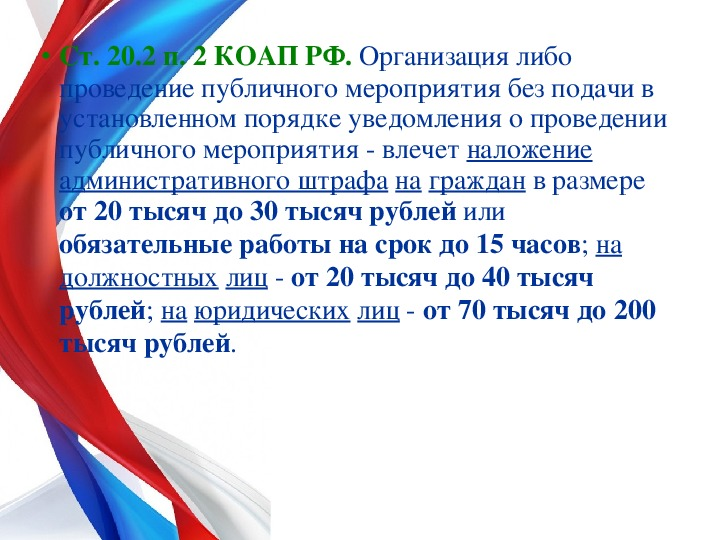 • Ст. 20.2 п. 2 КОАП РФ. Организация либо
проведение публичного мероприятия без подачи в
установленном порядке уведомления о проведении
публичного мероприятия - влечет наложение
административного штрафа на граждан в размере
от 20 тысяч до 30 тысяч рублей или
обязательные работы на срок до 15 часов; на
должностных лиц - от 20 тысяч до 40 тысяч
рублей; на юридических лиц - от 70 тысяч до 200
тысяч рублей.